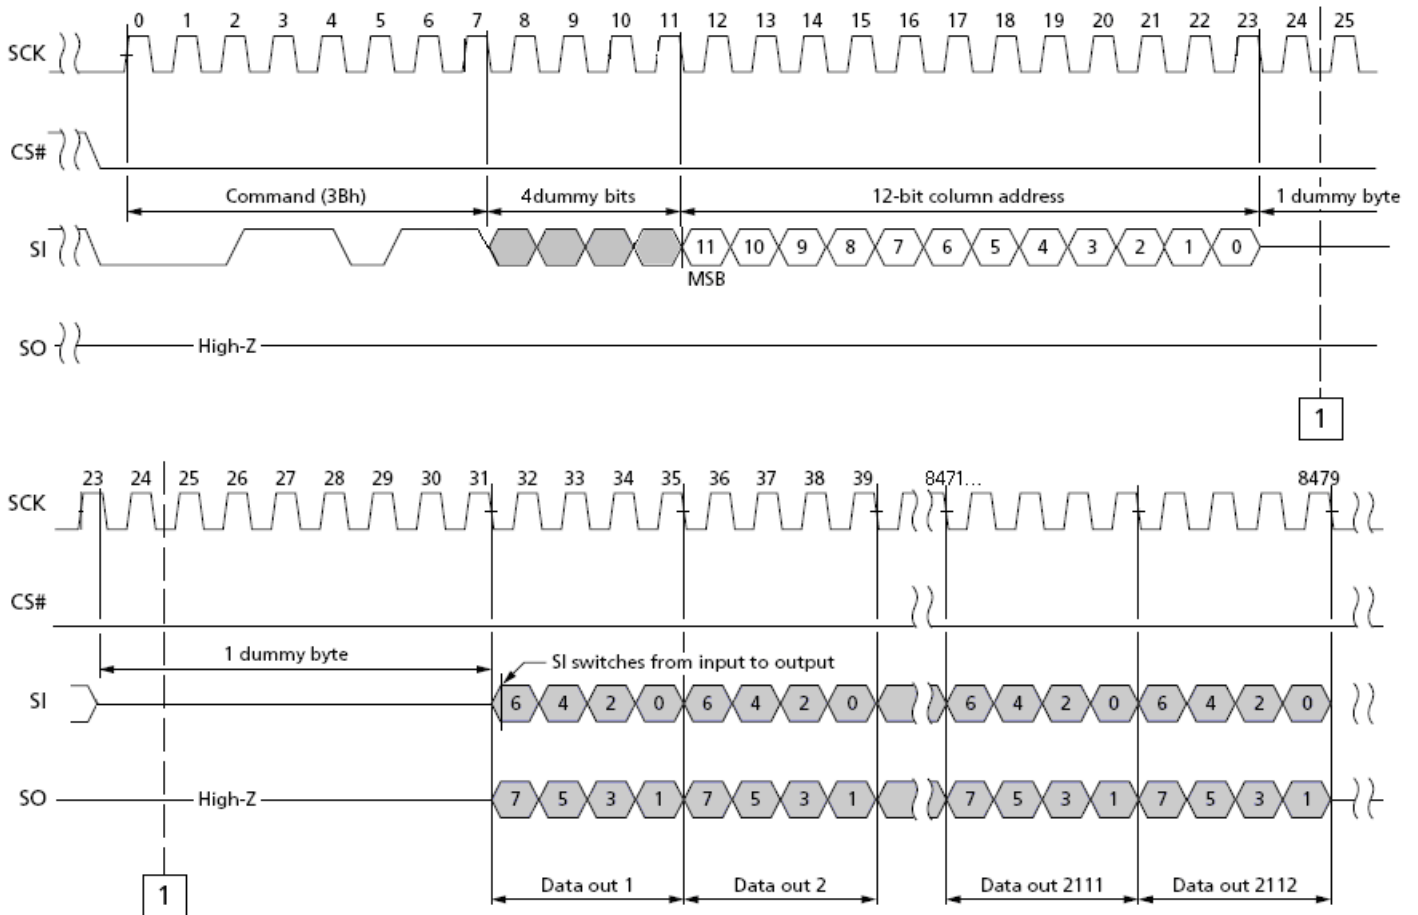 0 1 2 3 4 5 6 7 8 9 10 11 12 13 14 15 16 17 18 19 20 21 22 23 24 25
SCK
CS#
Command (3Bh) 4 dummy bits 12-bit column address 1 dummy byte
SI 11 10 9 8 7 6 5 4 3 2 1 0
MSB
SO High-Z
1
23 24 25 26 27 28 29 30 31 32 33 34 35 36 37 38 39 8471... 8479
SCK
CS#
1 dummy byte
SI switches from input to output
SI 6 4 2 0 6 4 2 0 6 4 2 0 6 4 2 0
SO High-Z 7 5 3 1 7 5 3 1 7 5 3 1 7 5 3 1
1 Data out 1 Data out 2 Data out 2111 Data out 2112